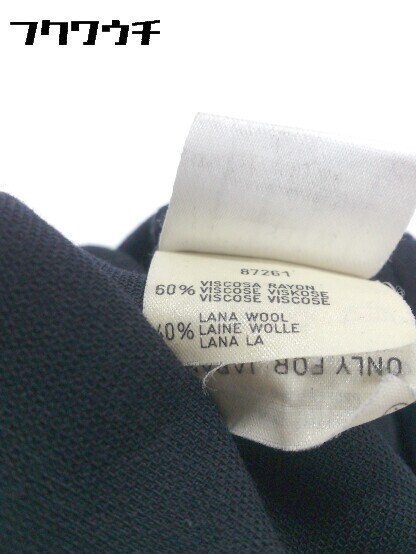 フクワウチ
87261
60% VISCOSA RAYON
VISCOSE VISKOSE
VISCOSE VISCOSE
40% LANA WOOL
LAINE WOLLE
LANA LA
ONLY FOR JAPAN